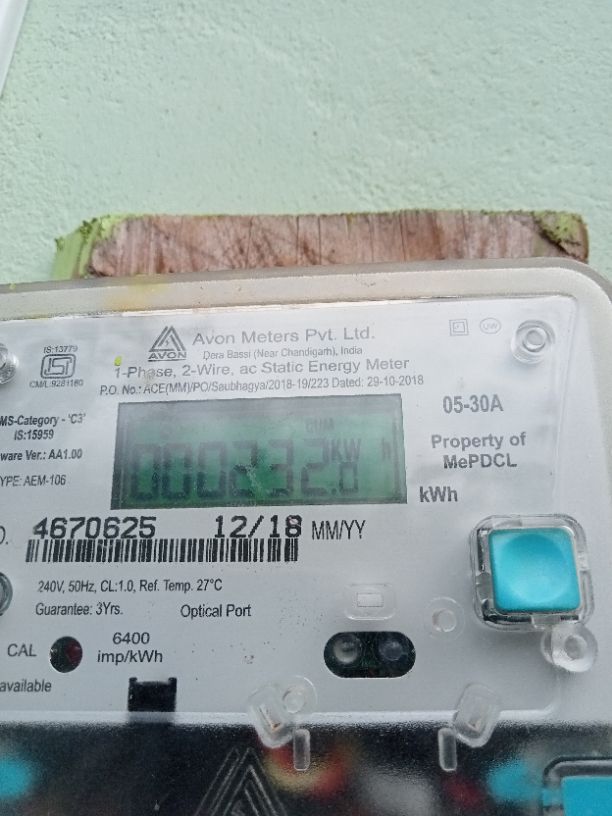 IS:13779
CM/L:9281180
AVON
Avon Meters Pvt. Ltd.
Dera Bassi (Near Chandigarh), India
1-Phase, 2-Wire, ac Static Energy Meter
P.O. No.: ACE(MM)/PO/Saubhagya/2018-19/223 Dated: 29-10-2018
MS-Category - 'C3'
IS:15959
ware Ver.: AA1.00
YPE: AEM-106
05-30A
Property of
MePDCL
CUM
000232.0 kW h
kWh
O. 4670625 12/18 MM/YY
240V, 50Hz, CL:1.0, Ref. Temp. 27°C
Guarantee: 3Yrs. Optical Port
CAL 6400
imp/kWh
available